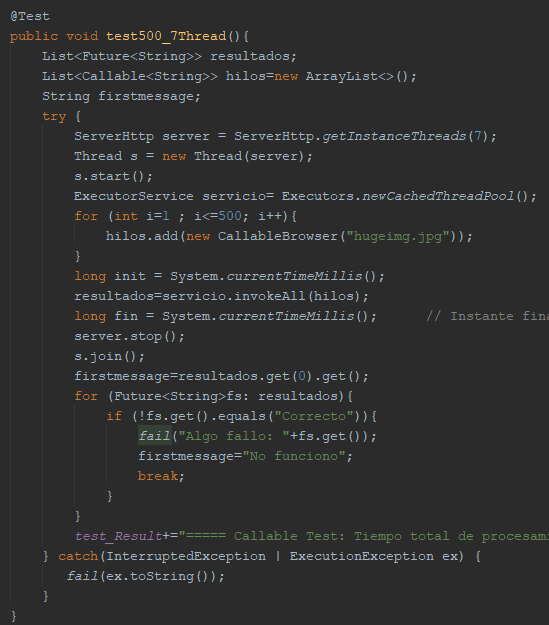 @Test
public void test500_7Thread(){
List<Future<String>> resultados;
List<Callable<String>> hilos=new ArrayList<>();
String firstmessage;
try {
ServerHttp server = ServerHttp.getInstanceThreads(7);
Thread s = new Thread(server);
s.start();
ExecutorService servicio= Executors.newCachedThreadPool();
for (int i=1 ; i<=500; i++){
hilos.add(new CallableBrowser("hugeimg.jpg"));
}
long init = System.currentTimeMillis();
resultados=servicio.invokeAll(hilos);
long fin = System.currentTimeMillis(); // Instante fina
server.stop();
s.join();
firstmessage=resultados.get(0).get();
for (Future<String>fs: resultados){
if (!fs.get().equals("Correcto")){
fail("Algo fallo: "+fs.get());
firstmessage="No funciono";
break;
}
}
test_Result+="===== Callable Test: Tiempo total de procesami
} catch(InterruptedException | ExecutionException ex) {
fail(ex.toString());
}
}